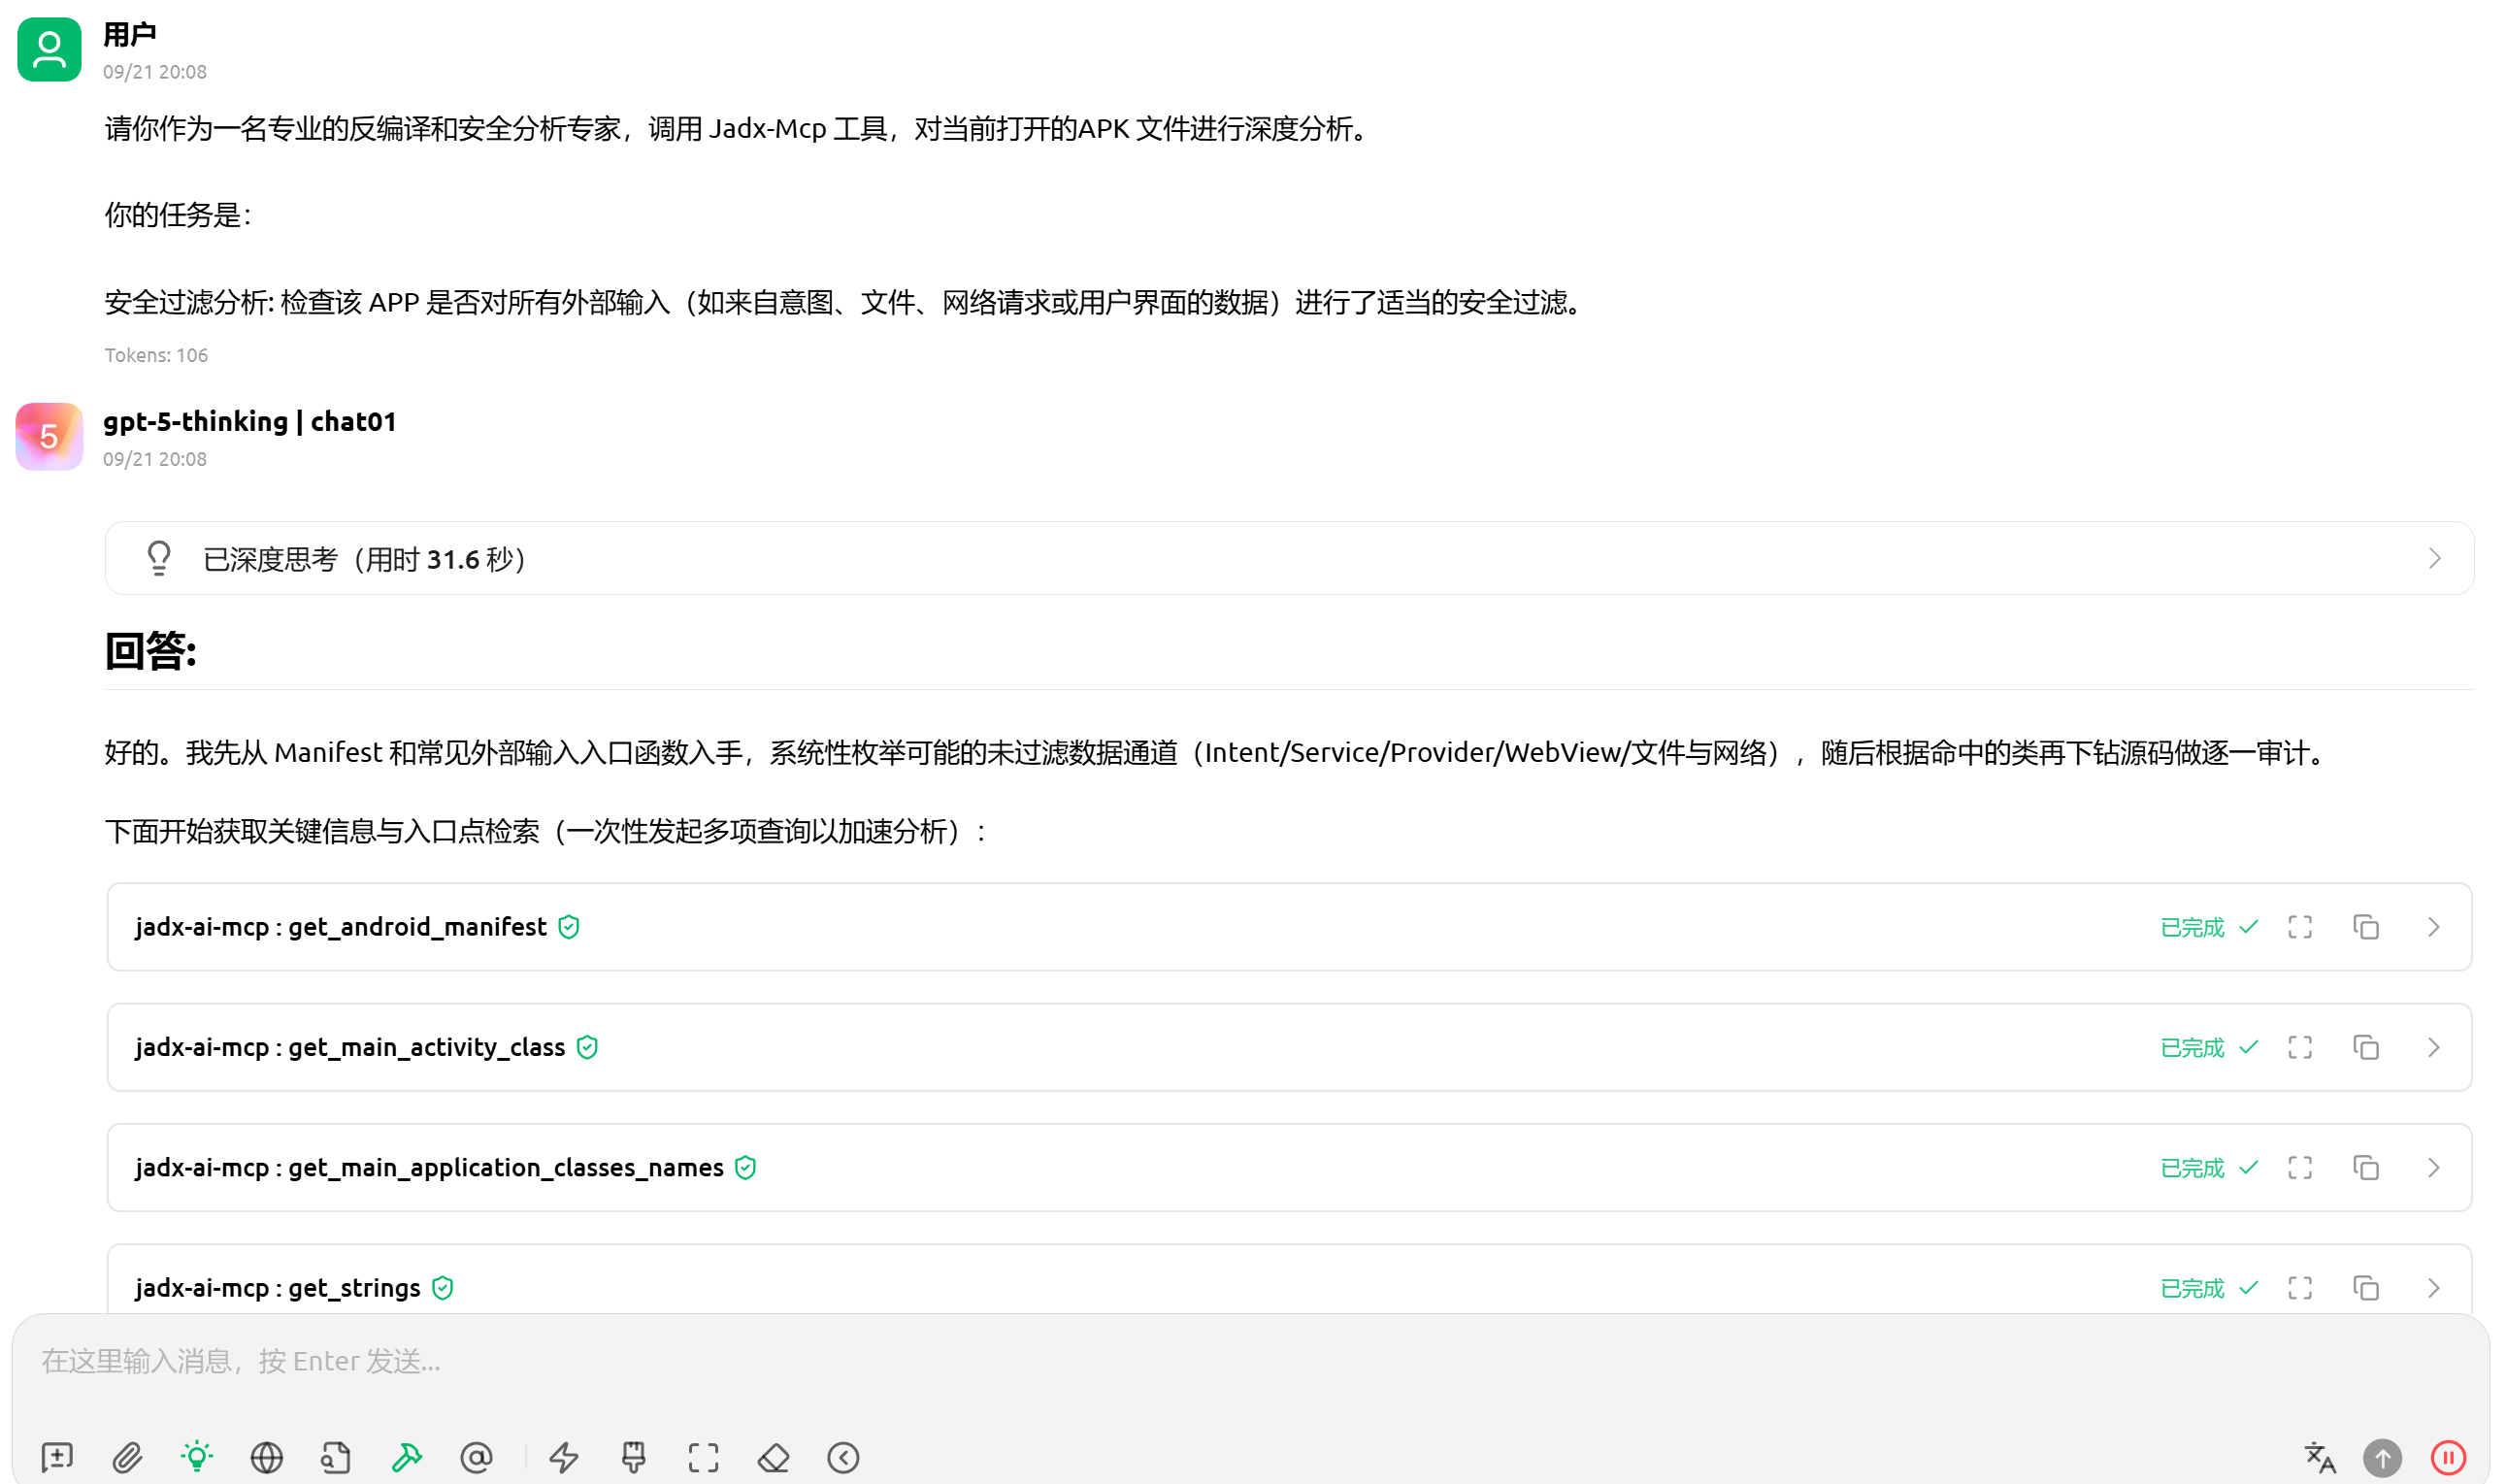 用户
09/21 20:08
请你作为一名专业的反编译和安全分析专家，调用 Jadx-Mcp 工具，对当前打开的APK 文件进行深度分析。
你的任务是：
安全过滤分析: 检查该 APP 是否对所有外部输入（如来自意图、文件、网络请求或用户界面的数据）进行了适当的安全过滤。
Tokens: 106
5
gpt-5-thinking | chat01
09/21 20:08
已深度思考（用时 31.6 秒）
回答:
好的。我先从 Manifest 和常见外部输入入口函数入手，系统性枚举可能的未过滤数据通道（Intent/Service/Provider/WebView/文件与网络），随后根据命中的类再下钻源码做逐一审计。
下面开始获取关键信息与入口点检索（一次性发起多项查询以加速分析）：
jadx-ai-mcp : get_android_manifest 已完成
jadx-ai-mcp : get_main_activity_class 已完成
jadx-ai-mcp : get_main_application_classes_names 已完成
jadx-ai-mcp : get_strings 已完成
在这里输入消息，按 Enter 发送...